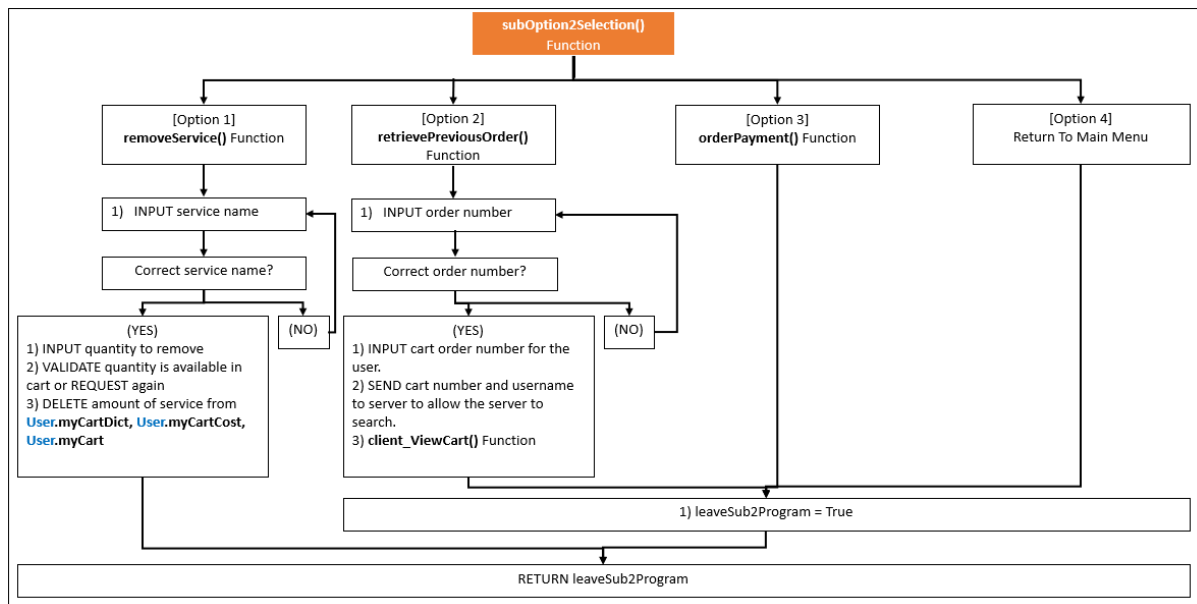 subOption2Selection()
Function
[Option 1]
removeService() Function
[Option 2]
retrievePreviousOrder()
Function
[Option 3]
orderPayment() Function
[Option 4]
Return To Main Menu
1) INPUT service name
1) INPUT order number
Correct service name?
Correct order number?
(YES)
1) INPUT quantity to remove
2) VALIDATE quantity is available in
cart or REQUEST again
3) DELETE amount of service from
User.myCartDict, User.myCartCost,
User.myCart
(NO)
(YES)
1) INPUT cart order number for the
user.
2) SEND cart number and username
to server to allow the server to
search.
3) client_ViewCart() Function
(NO)
1) leaveSub2Program = True
RETURN leaveSub2Program